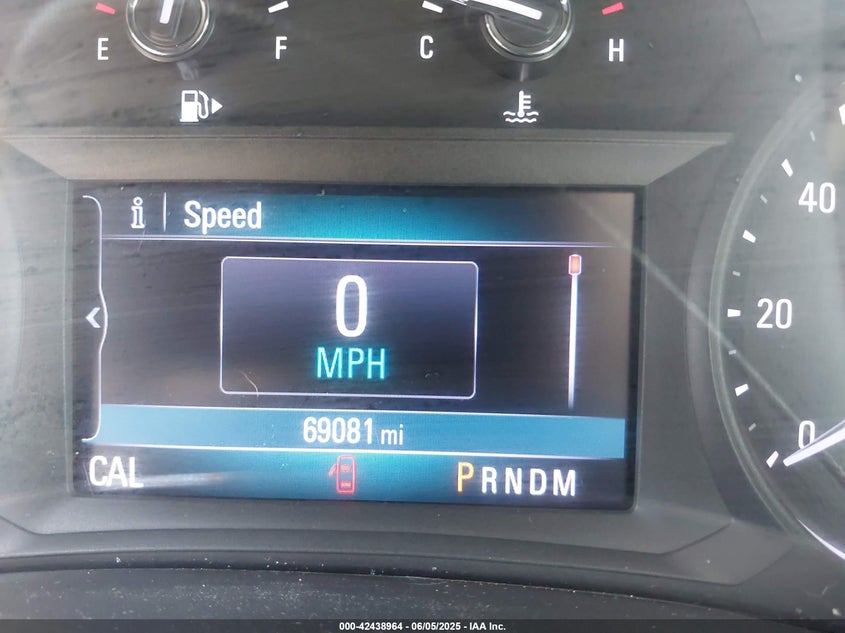 E F C H
40
i Speed
0
MPH
20
69081 mi
0
CAL PRNDM
000-42438964 - 06/05/2025 - IAA Inc.